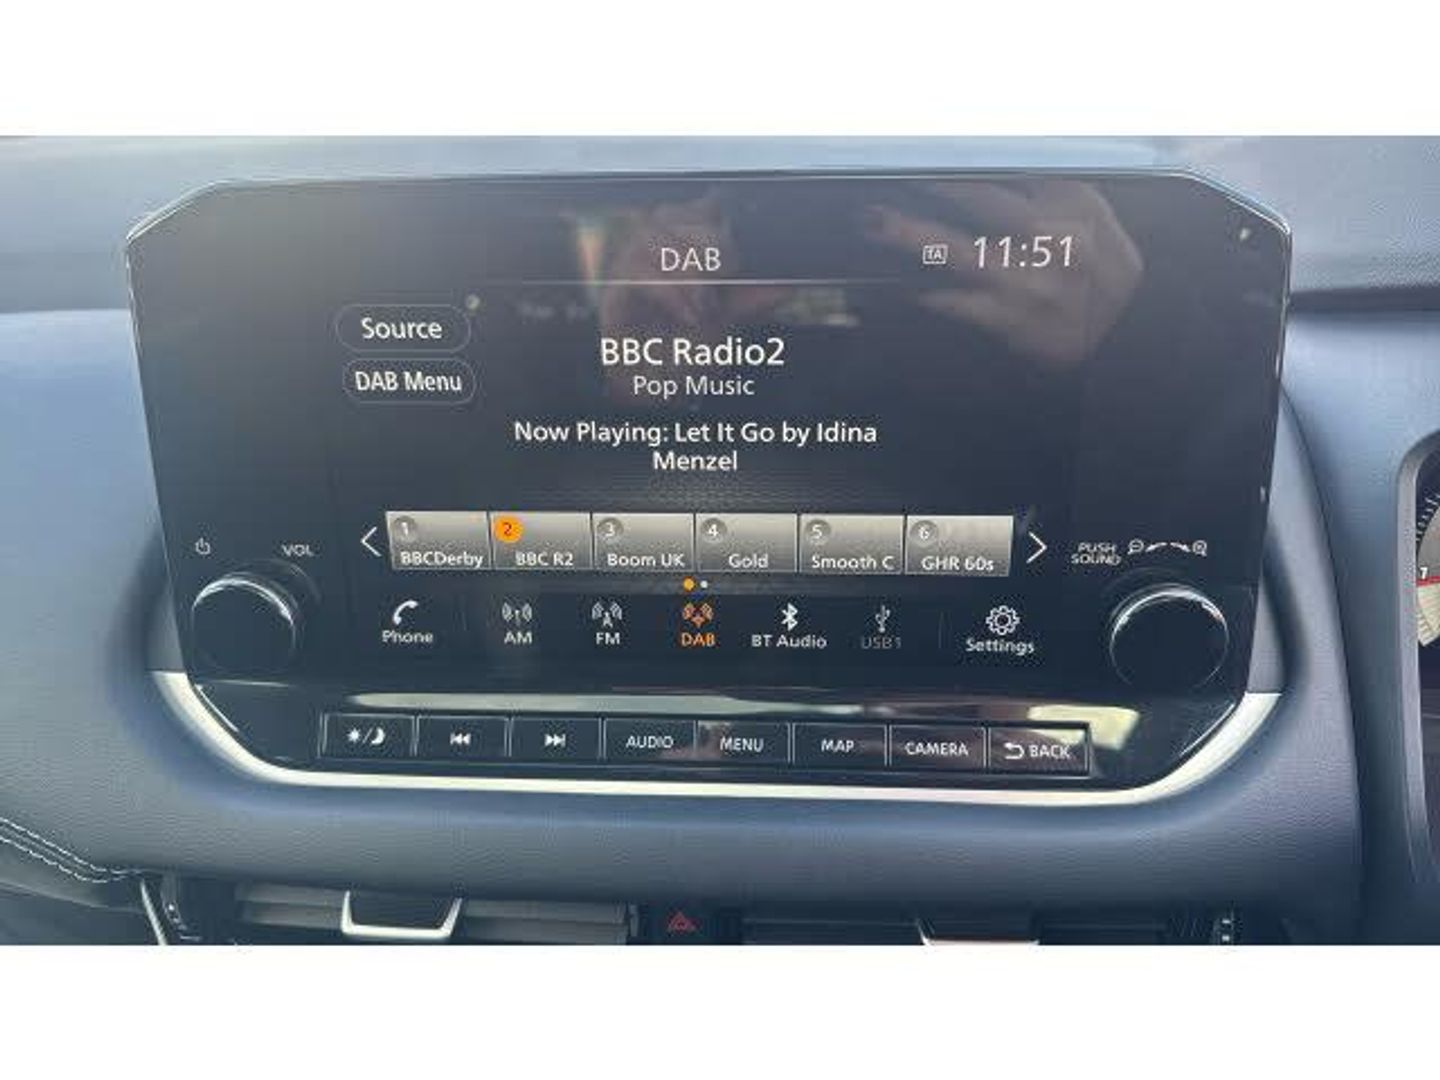 DAB
TA 11:51
Source
BBC Radio2
DAB Menu
Pop Music
Now Playing: Let It Go by Idina
Menzel
1 2 3 4 5 6
BBCDerby BBC R2 Boom UK Gold Smooth C GHR 60s
VOL
PUSH
SOUND
Phone AM FM DAB BT Audio USB1 Settings
AUDIO MENU MAP CAMERA BACK
7